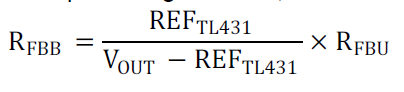 R_FBB = REF_TL431 / (V_OUT − REF_TL431) × R_FBU